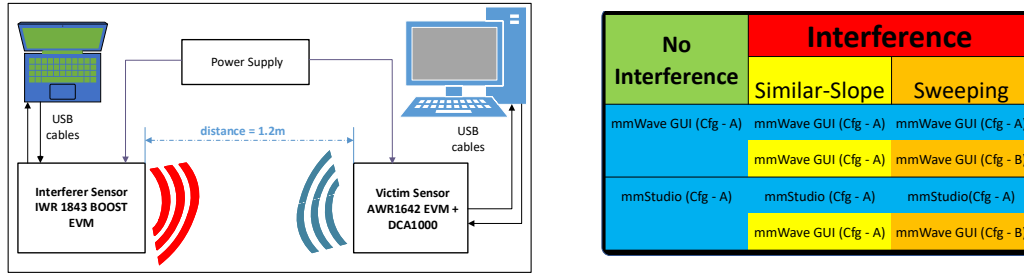 Power Supply
USB
cables
distance = 1.2m
USB
cables
Interferer Sensor
IWR 1843 BOOST
EVM
Victim Sensor
AWR1642 EVM +
DCA1000
No
Interference
Interference
Similar-Slope
Sweeping
mmWave GUI (Cfg - A)
mmWave GUI (Cfg - A)
mmWave GUI (Cfg - A)
mmWave GUI (Cfg - A)
mmWave GUI (Cfg - B)
mmStudio (Cfg - A)
mmStudio (Cfg - A)
mmStudio(Cfg - A)
mmWave GUI (Cfg - A)
mmWave GUI (Cfg - B)